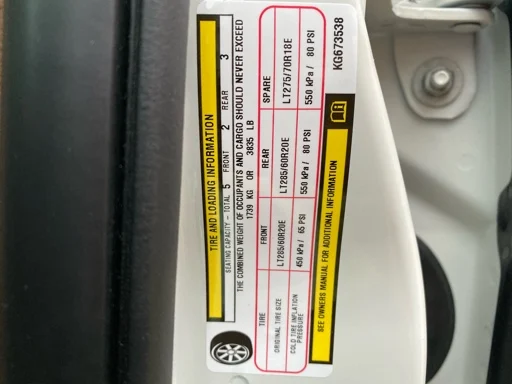 TIRE AND LOADING INFORMATION
SEATING CAPACITY - TOTAL 5 FRONT 2 REAR 3
THE COMBINED WEIGHT OF OCCUPANTS AND CARGO SHOULD NEVER EXCEED
1739 KG OR 3835 LB
TIRE FRONT REAR SPARE
ORIGINAL TIRE SIZE LT285/60R20E LT285/60R20E LT275/70R18E
COLD TIRE INFLATION PRESSURE 450 kPa / 65 PSI 550 kPa / 80 PSI 550 kPa / 80 PSI
SEE OWNERS MANUAL FOR ADDITIONAL INFORMATION
KG673538